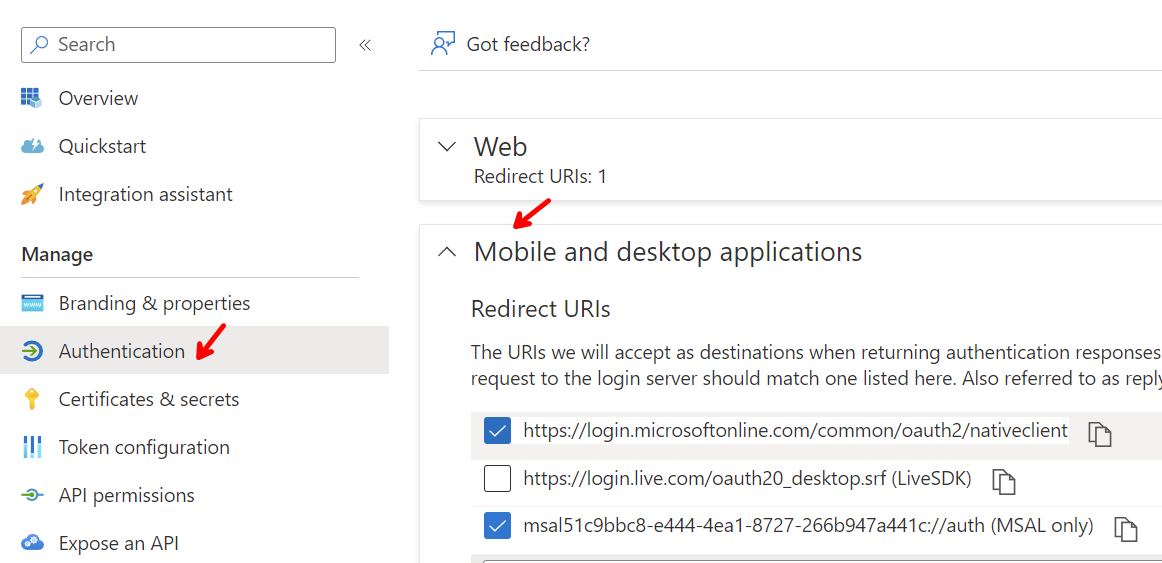 Search
«
Overview
Quickstart
Integration assistant
Manage
Branding & properties
Authentication
Certificates & secrets
Token configuration
API permissions
Expose an API
Got feedback?
Web
Redirect URIs: 1
Mobile and desktop applications
Redirect URIs
The URIs we will accept as destinations when returning authentication responses
request to the login server should match one listed here. Also referred to as reply
https://login.microsoftonline.com/common/oauth2/nativeclient
https://login.live.com/oauth20_desktop.srf (LiveSDK)
msal51c9bbc8-e444-4ea1-8727-266b947a441c://auth (MSAL only)